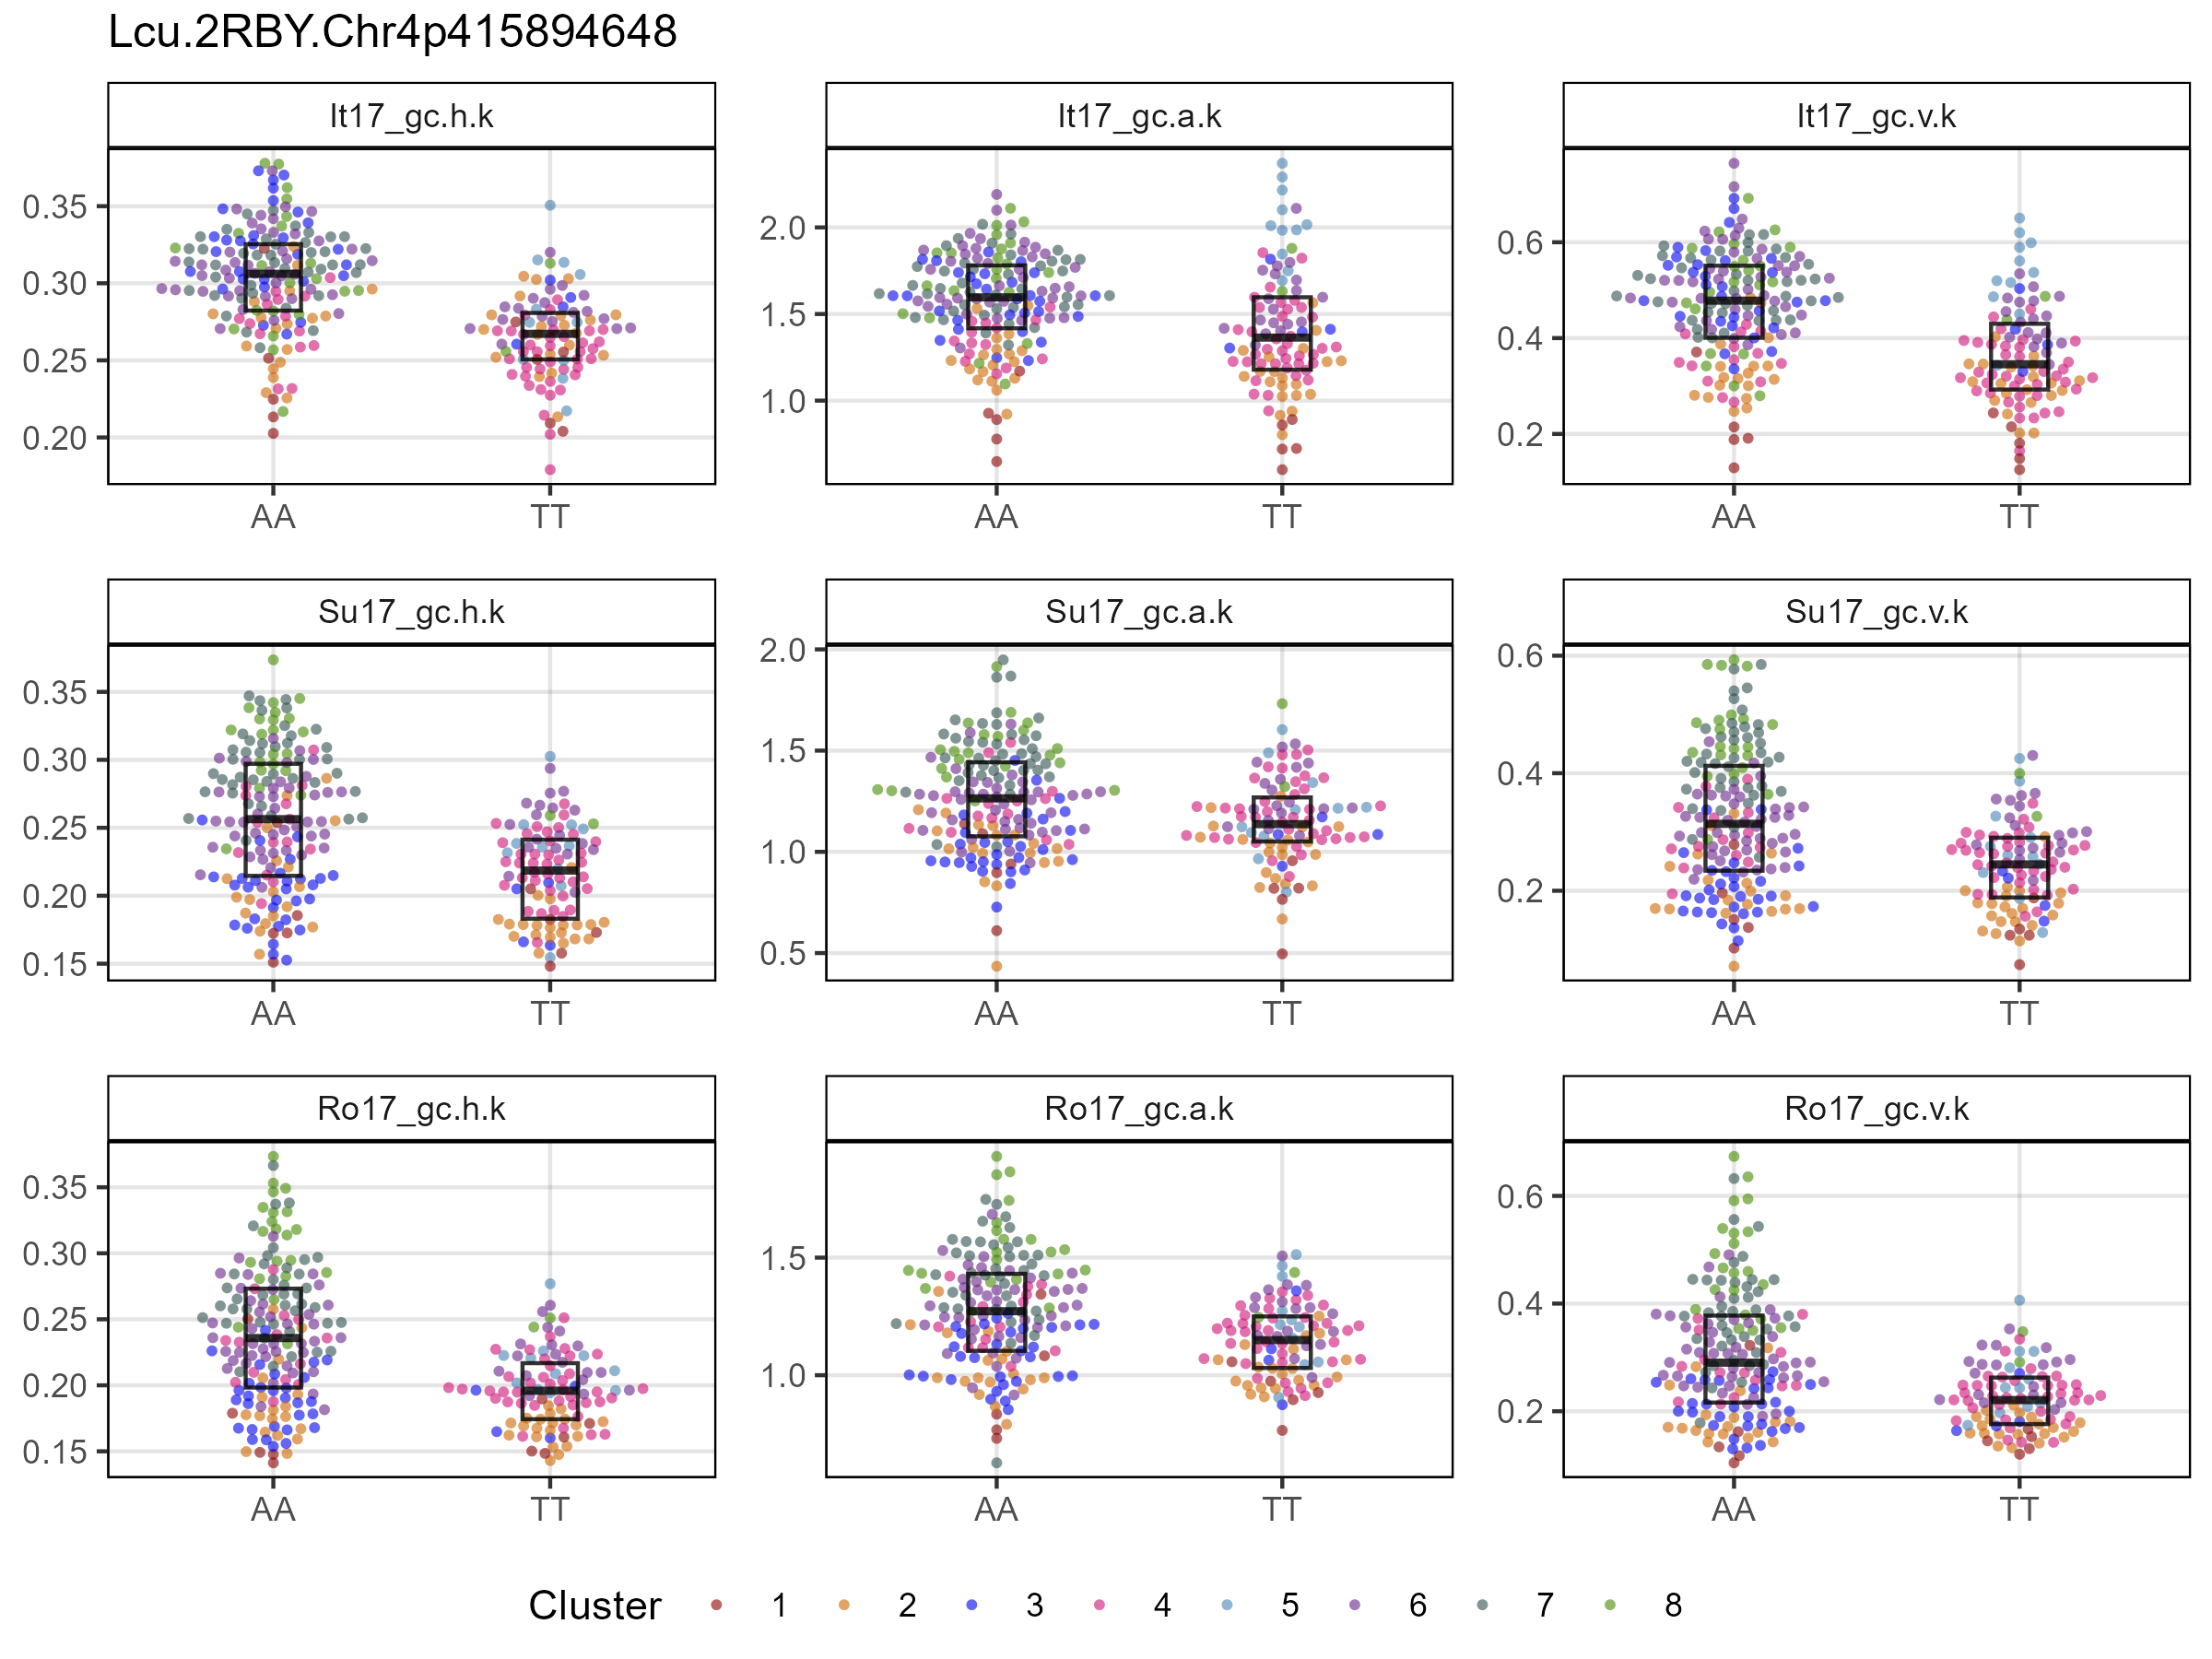 Lcu.2RBY.Chr4p415894648
It17_gc.h.k
It17_gc.a.k
It17_gc.v.k
0.35
0.30
0.25
0.20
2.0
1.5
1.0
0.6
0.4
0.2
AA TT
AA TT
AA TT
Su17_gc.h.k
Su17_gc.a.k
Su17_gc.v.k
0.35
0.30
0.25
0.20
0.15
2.0
1.5
1.0
0.5
0.6
0.4
0.2
AA TT
AA TT
AA TT
Ro17_gc.h.k
Ro17_gc.a.k
Ro17_gc.v.k
0.35
0.30
0.25
0.20
0.15
1.5
1.0
0.6
0.4
0.2
AA TT
AA TT
AA TT
Cluster 1 2 3 4 5 6 7 8